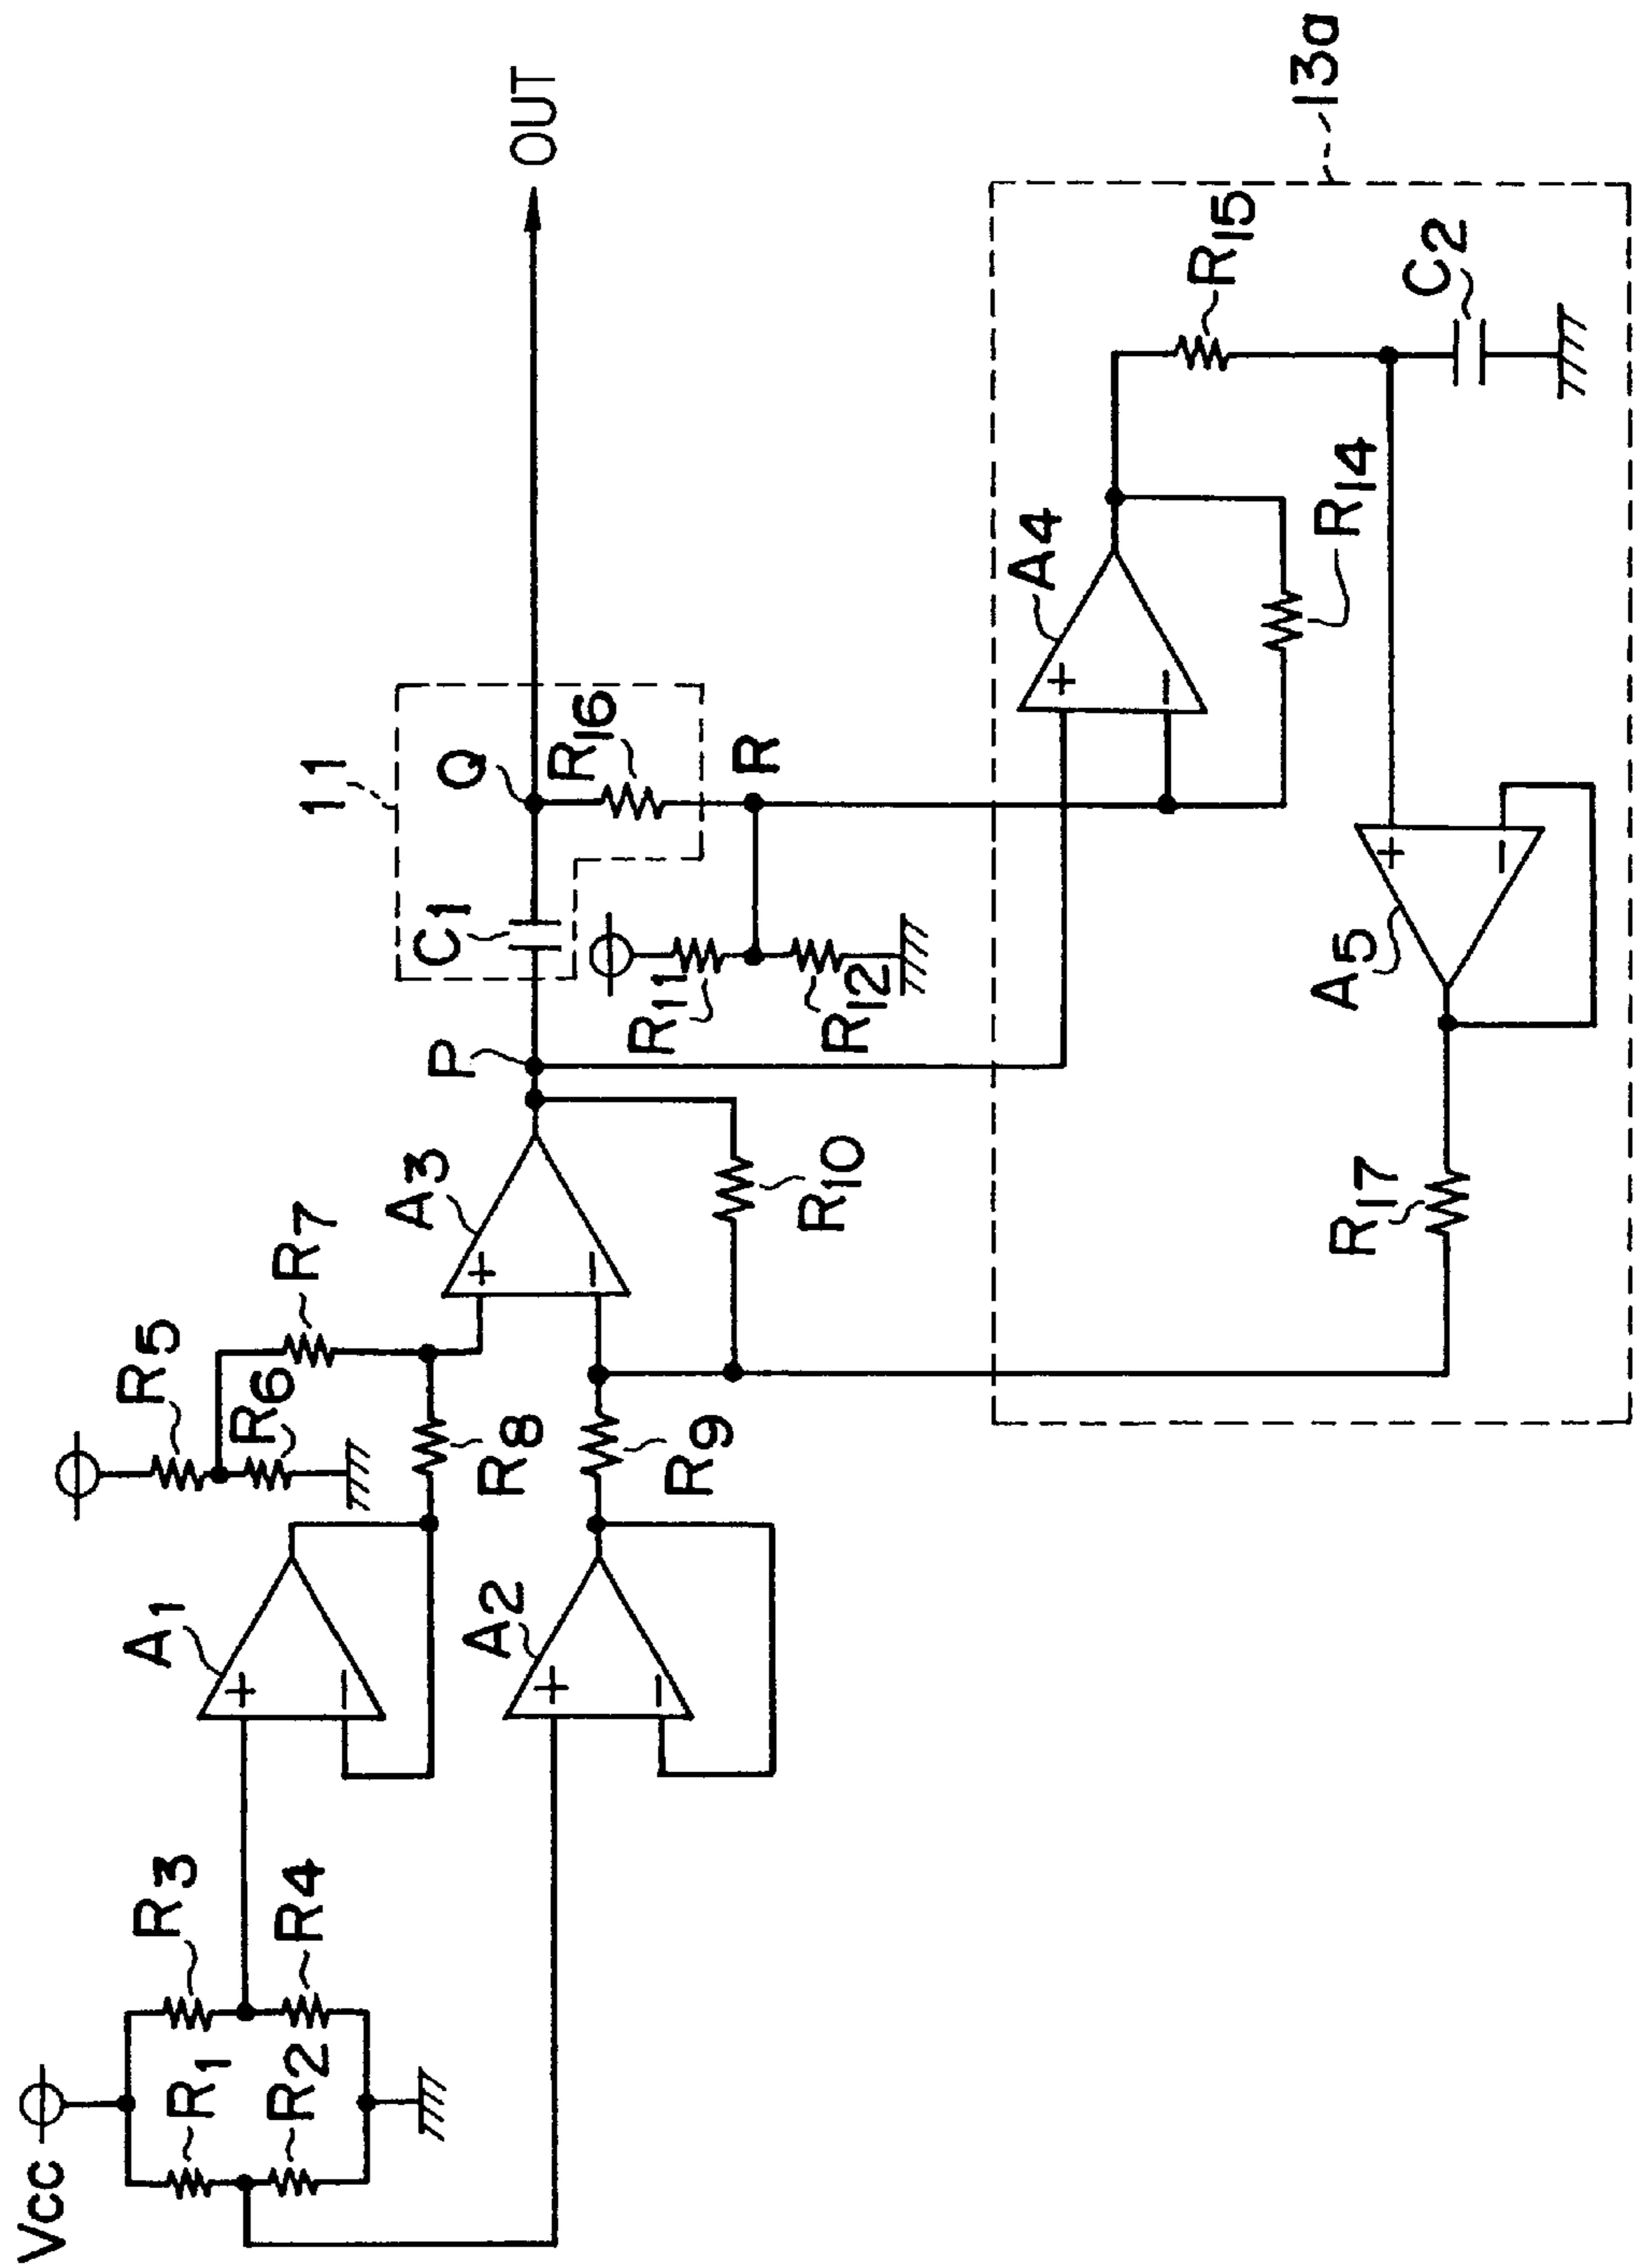 Vcc
R1
R2
R3
R4
A1
+
−
A2
+
−
R5
R6
R7
R8
R9
A3
+
−
R10
P
C1
11
Q
R16
R11
R12
R
OUT
A4
+
−
R14
R15
C2
A5
+
−
R17
13a